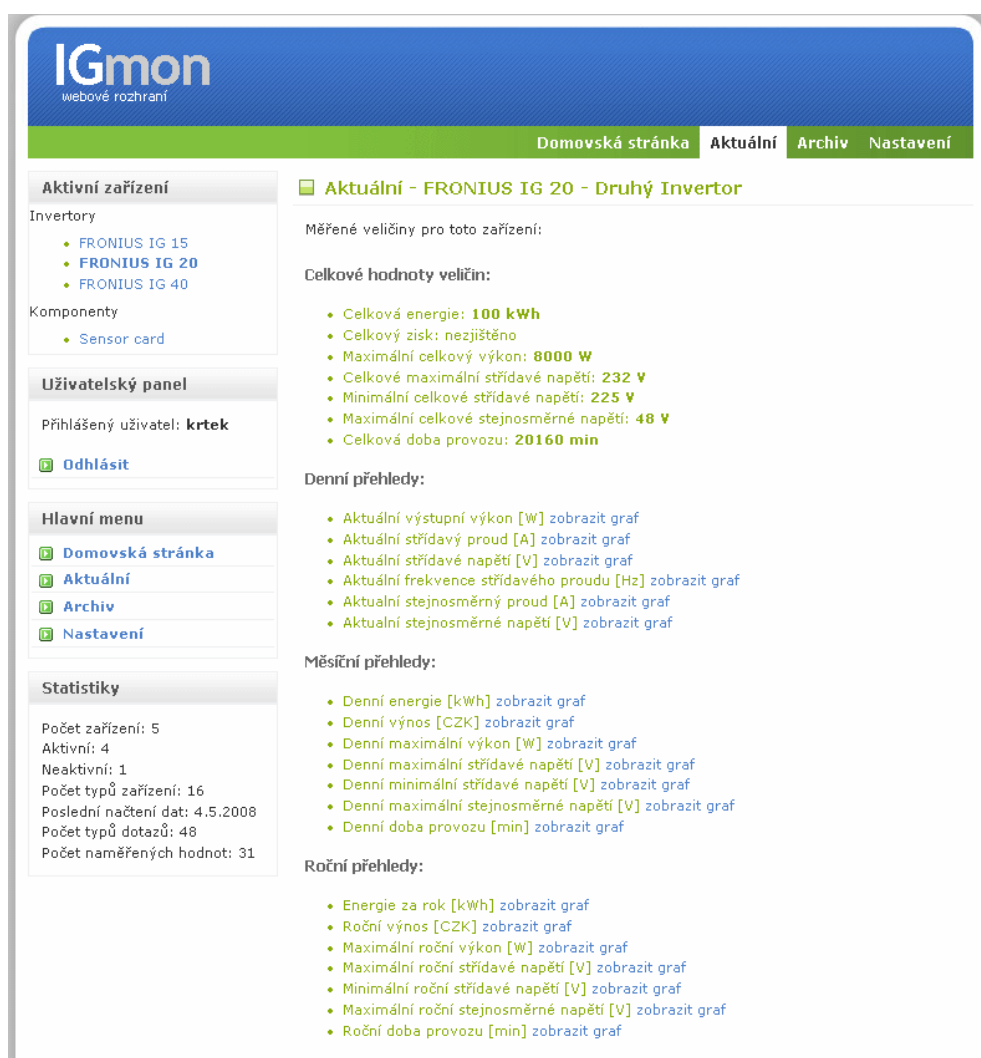 IGmon
webové rozhraní
Domovská stránka Aktuální Archiv Nastavení
Aktivní zařízení
Invertory
FRONIUS IG 15
FRONIUS IG 20
FRONIUS IG 40
Komponenty
Sensor card
Uživatelský panel
Přihlášený uživatel: krtek
Odhlásit
Hlavní menu
Domovská stránka
Aktuální
Archiv
Nastavení
Statistiky
Počet zařízení: 5
Aktivní: 4
Neaktivní: 1
Počet typů zařízení: 16
Poslední načtení dat: 4.5.2008
Počet typů dotazů: 48
Počet naměřených hodnot: 31
Aktuální - FRONIUS IG 20 - Druhý Invertor
Měřené veličiny pro toto zařízení:
Celkové hodnoty veličin:
Celková energie: 100 kWh
Celkový zisk: nezjištěno
Maximální celkový výkon: 8000 W
Celkové maximální střídavé napětí: 232 V
Minimální celkové střídavé napětí: 225 V
Maximální celkové stejnosměrné napětí: 48 V
Celková doba provozu: 20160 min
Denní přehledy:
Aktuální výstupní výkon [W] zobrazit graf
Aktuální střídavý proud [A] zobrazit graf
Aktuální střídavé napětí [V] zobrazit graf
Aktuální frekvence střídavého proudu [Hz] zobrazit graf
Aktualní stejnosměrný proud [A] zobrazit graf
Aktualní stejnosměrné napětí [V] zobrazit graf
Měsíční přehledy:
Denní energie [kWh] zobrazit graf
Denní výnos [CZK] zobrazit graf
Denní maximální výkon [W] zobrazit graf
Denní maximální střídavé napětí [V] zobrazit graf
Denní minimální střídavé napětí [V] zobrazit graf
Denní maximální stejnosměrné napětí [V] zobrazit graf
Denní doba provozu [min] zobrazit graf
Roční přehledy:
Energie za rok [kWh] zobrazit graf
Roční výnos [CZK] zobrazit graf
Maximální roční výkon [W] zobrazit graf
Maximální roční střídavé napětí [V] zobrazit graf
Minimální roční střídavé napětí [V] zobrazit graf
Maximální roční stejnosměrné napětí [V] zobrazit graf
Roční doba provozu [min] zobrazit graf